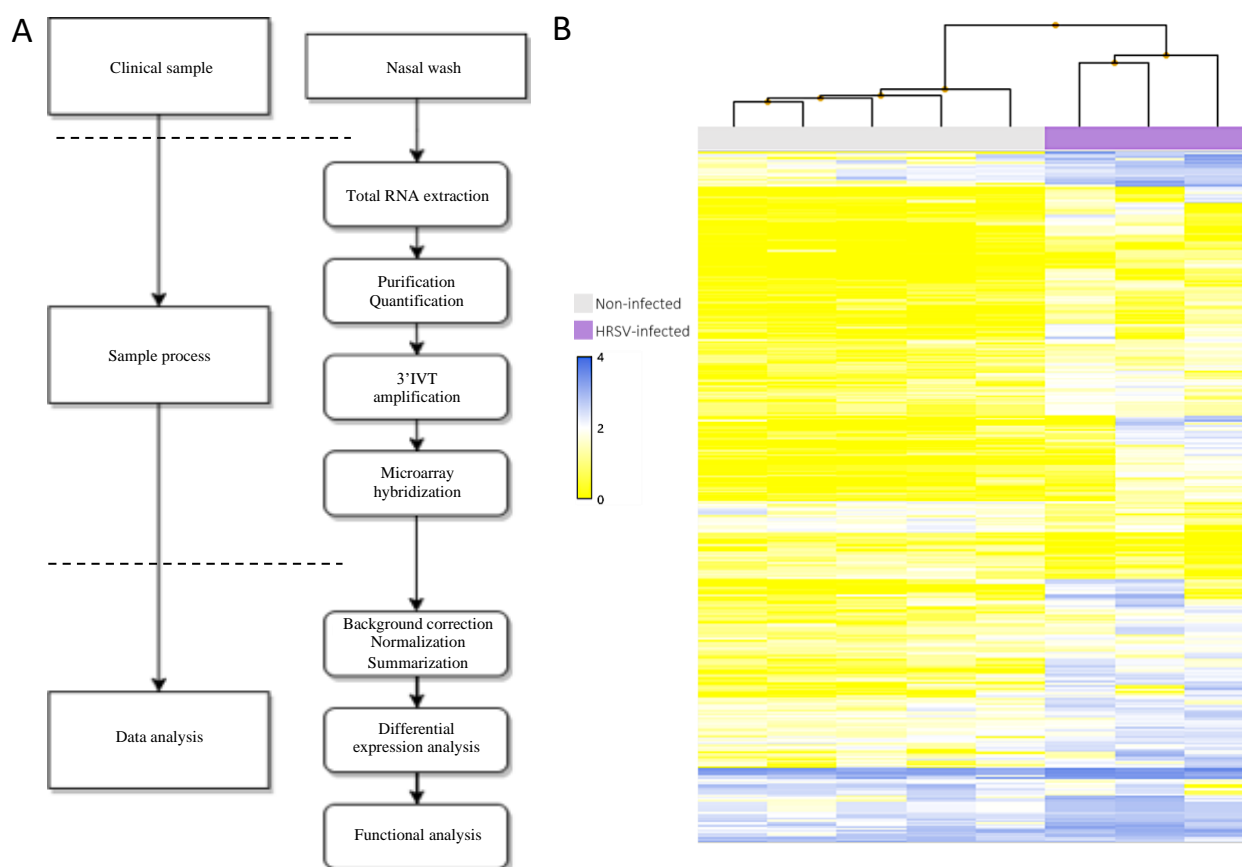 A
Clinical sample
Sample process
Data analysis
Nasal wash
Total RNA extraction
Purification
Quantification
3'IVT
amplification
Microarray
hybridization
Background correction
Normalization
Summarization
Differential
expression analysis
Functional analysis
B
Non-infected
HRSV-infected
4
2
0